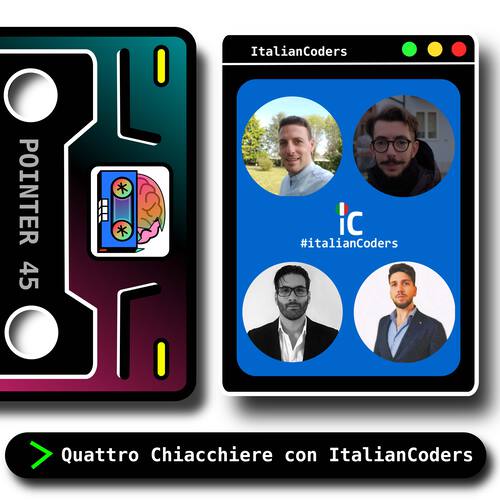 ItalianCoders
POINTER 45
iC
#italianCoders
Quattro Chiacchiere con ItalianCoders